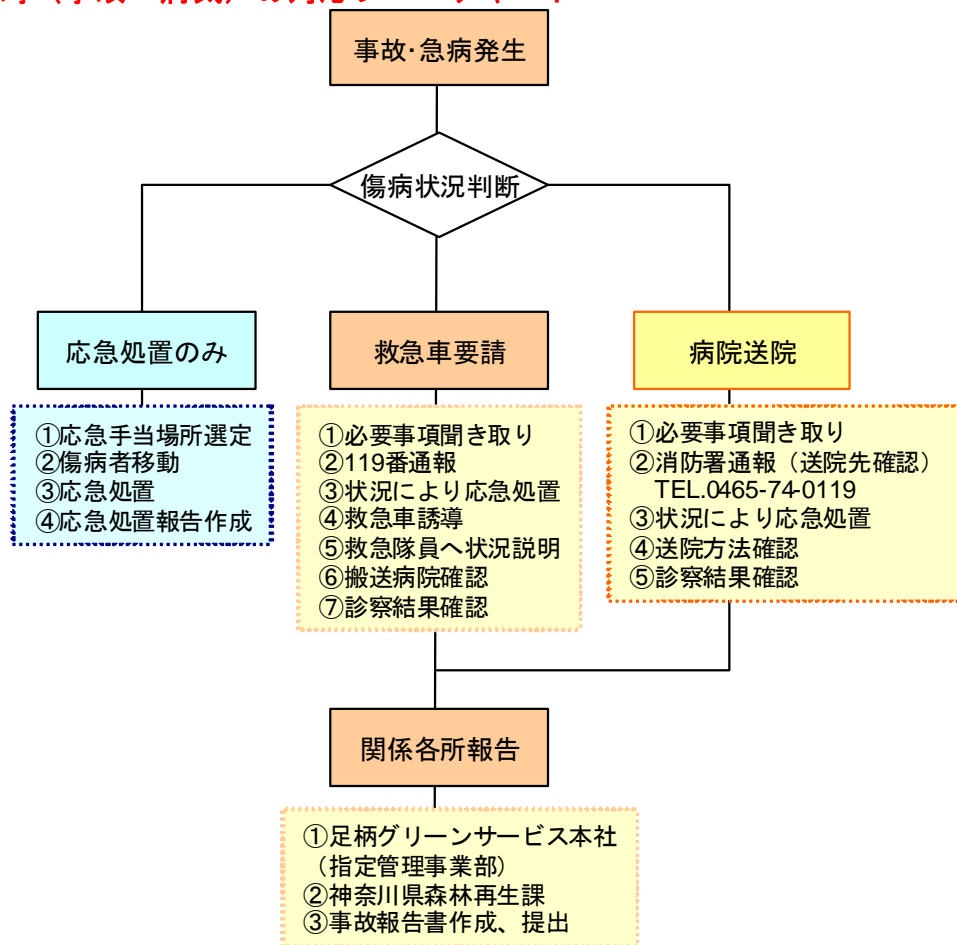 事故・急病発生
傷病状況判断
応急処置のみ
①応急手当場所選定
②傷病者移動
③応急処置
④応急処置報告作成
救急車要請
①必要事項聞き取り
②119番通報
③状況により応急処置
④救急車誘導
⑤救急隊員へ状況説明
⑥搬送病院確認
⑦診察結果確認
病院送院
①必要事項聞き取り
②消防署通報（送院先確認）
TEL.0465-74-0119
③状況により応急処置
④送院方法確認
⑤診察結果確認
関係各所報告
①足柄グリーンサービス本社
（指定管理事業部）
②神奈川県森林再生課
③事故報告書作成、提出